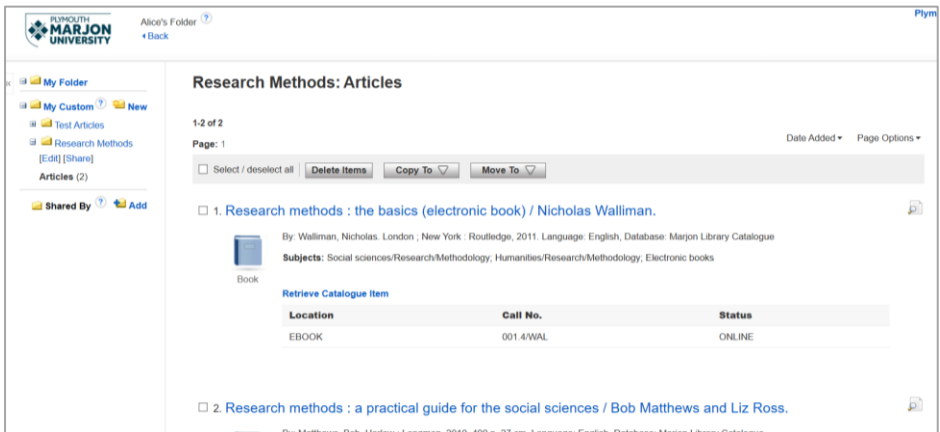 PLYMOUTH
MARJON
UNIVERSITY
Alice's Folder ?
Back
Plym
«
My Folder
My Custom ? New
Test Articles
Research Methods
[Edit] [Share]
Articles (2)
Shared By ? Add
Research Methods: Articles
1-2 of 2
Page: 1
Date Added Page Options
Select / deselect all Delete Items Copy To Move To
1. Research methods : the basics (electronic book) / Nicholas Walliman.
By: Walliman, Nicholas. London ; New York : Routledge, 2011. Language: English, Database: Marjon Library Catalogue
Subjects: Social sciences/Research/Methodology; Humanities/Research/Methodology; Electronic books
Book
Retrieve Catalogue Item
Location Call No. Status
EBOOK 001.4/WAL ONLINE
2. Research methods : a practical guide for the social sciences / Bob Matthews and Liz Ross.